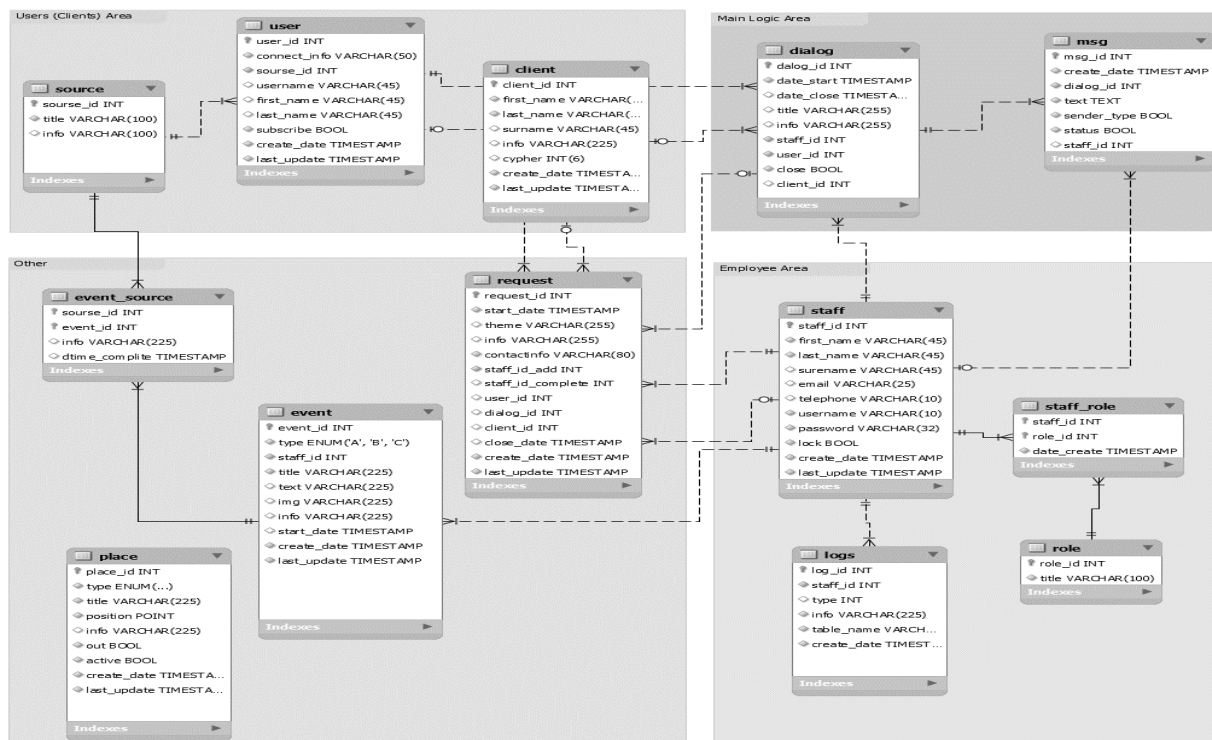 Users (Clients) Area
user
user_id INT
connect_info VARCHAR(50)
sourse_id INT
username VARCHAR(45)
first_name VARCHAR(45)
last_name VARCHAR(45)
subscribe BOOL
create_date TIMESTAMP
last_update TIMESTAMP
Indexes
source
sourse_id INT
title VARCHAR(100)
info VARCHAR(100)
Indexes
client
client_id INT
first_name VARCHAR(...
last_name VARCHAR(...
surname VARCHAR(45)
info VARCHAR(225)
cypher INT(6)
create_date TIMESTA...
last_update TIMESTA...
Indexes
Main Logic Area
dialog
dalog_id INT
date_start TIMESTAMP
date_close TIMESTA...
title VARCHAR(255)
info VARCHAR(255)
staff_id INT
user_id INT
close BOOL
client_id INT
Indexes
msg
msg_id INT
create_date TIMESTAMP
dialog_id INT
text TEXT
sender_type BOOL
status BOOL
staff_id INT
Indexes
Other
event_source
sourse_id INT
event_id INT
info VARCHAR(225)
dtime_complite TIMESTAMP
Indexes
request
request_id INT
start_date TIMESTAMP
theme VARCHAR(255)
info VARCHAR(255)
contactinfo VARCHAR(80)
staff_id_add INT
staff_id_complete INT
user_id INT
dialog_id INT
client_id INT
close_date TIMESTAMP
create_date TIMESTAMP
last_update TIMESTAMP
Indexes
event
event_id INT
type ENUM('A', 'B', 'C')
staff_id INT
title VARCHAR(225)
text VARCHAR(225)
img VARCHAR(225)
info VARCHAR(225)
start_date TIMESTAMP
create_date TIMESTAMP
last_update TIMESTAMP
Indexes
place
place_id INT
type ENUM(...)
title VARCHAR(225)
position POINT
info VARCHAR(225)
out BOOL
active BOOL
create_date TIMESTA...
last_update TIMESTA...
Indexes
Employee Area
staff
staff_id INT
first_name VARCHAR(45)
last_name VARCHAR(45)
surename VARCHAR(45)
email VARCHAR(25)
telephone VARCHAR(10)
username VARCHAR(10)
password VARCHAR(32)
lock BOOL
create_date TIMESTAMP
last_update TIMESTAMP
Indexes
staff_role
staff_id INT
role_id INT
date_create TIMESTAMP
Indexes
logs
log_id INT
staff_id INT
type INT
info VARCHAR(225)
table_name VARCH...
create_date TIMEST...
Indexes
role
role_id INT
title VARCHAR(100)
Indexes